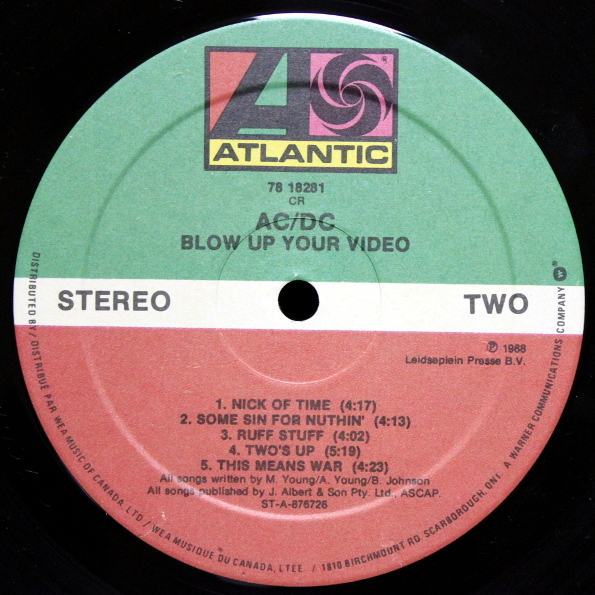 ATLANTIC
®
78 18281
CR
AC/DC
BLOW UP YOUR VIDEO
STEREO
TWO
℗ 1988
Leidseplein Presse B.V.
1. NICK OF TIME (4:17)
2. SOME SIN FOR NUTHIN' (4:13)
3. RUFF STUFF (4:02)
4. TWO'S UP (5:19)
5. THIS MEANS WAR (4:23)
All songs written by M. Young/A. Young/B. Johnson
All songs published by J. Albert & Son Pty. Ltd., ASCAP.
ST-A-876726
DISTRIBUTED BY/DISTRIBUÉ PAR WEA MUSIC OF CANADA, LTD / WEA MUSIQUE DU CANADA, LTEE. / 1810 BIRCHMOUNT RD. SCARBOROUGH, ONT. A WARNER COMMUNICATIONS COMPANY ®